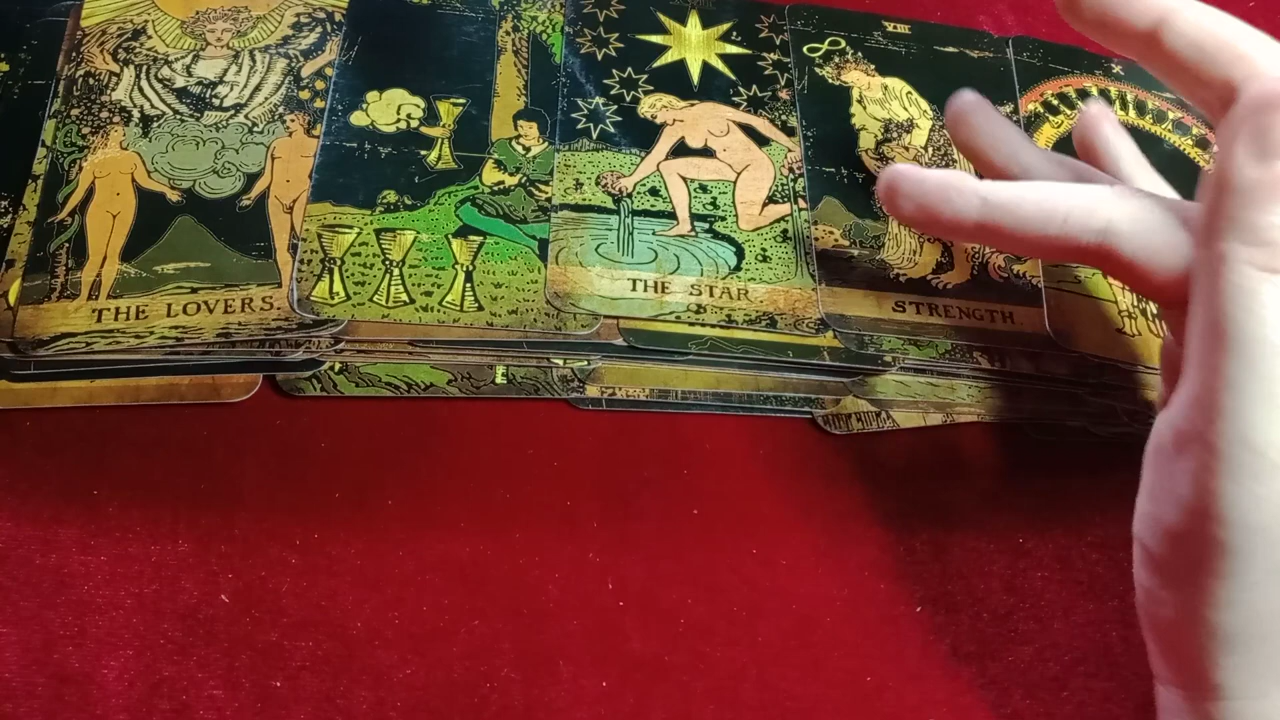 THE LOVERS.
THE STAR.
VIII
STRENGTH.